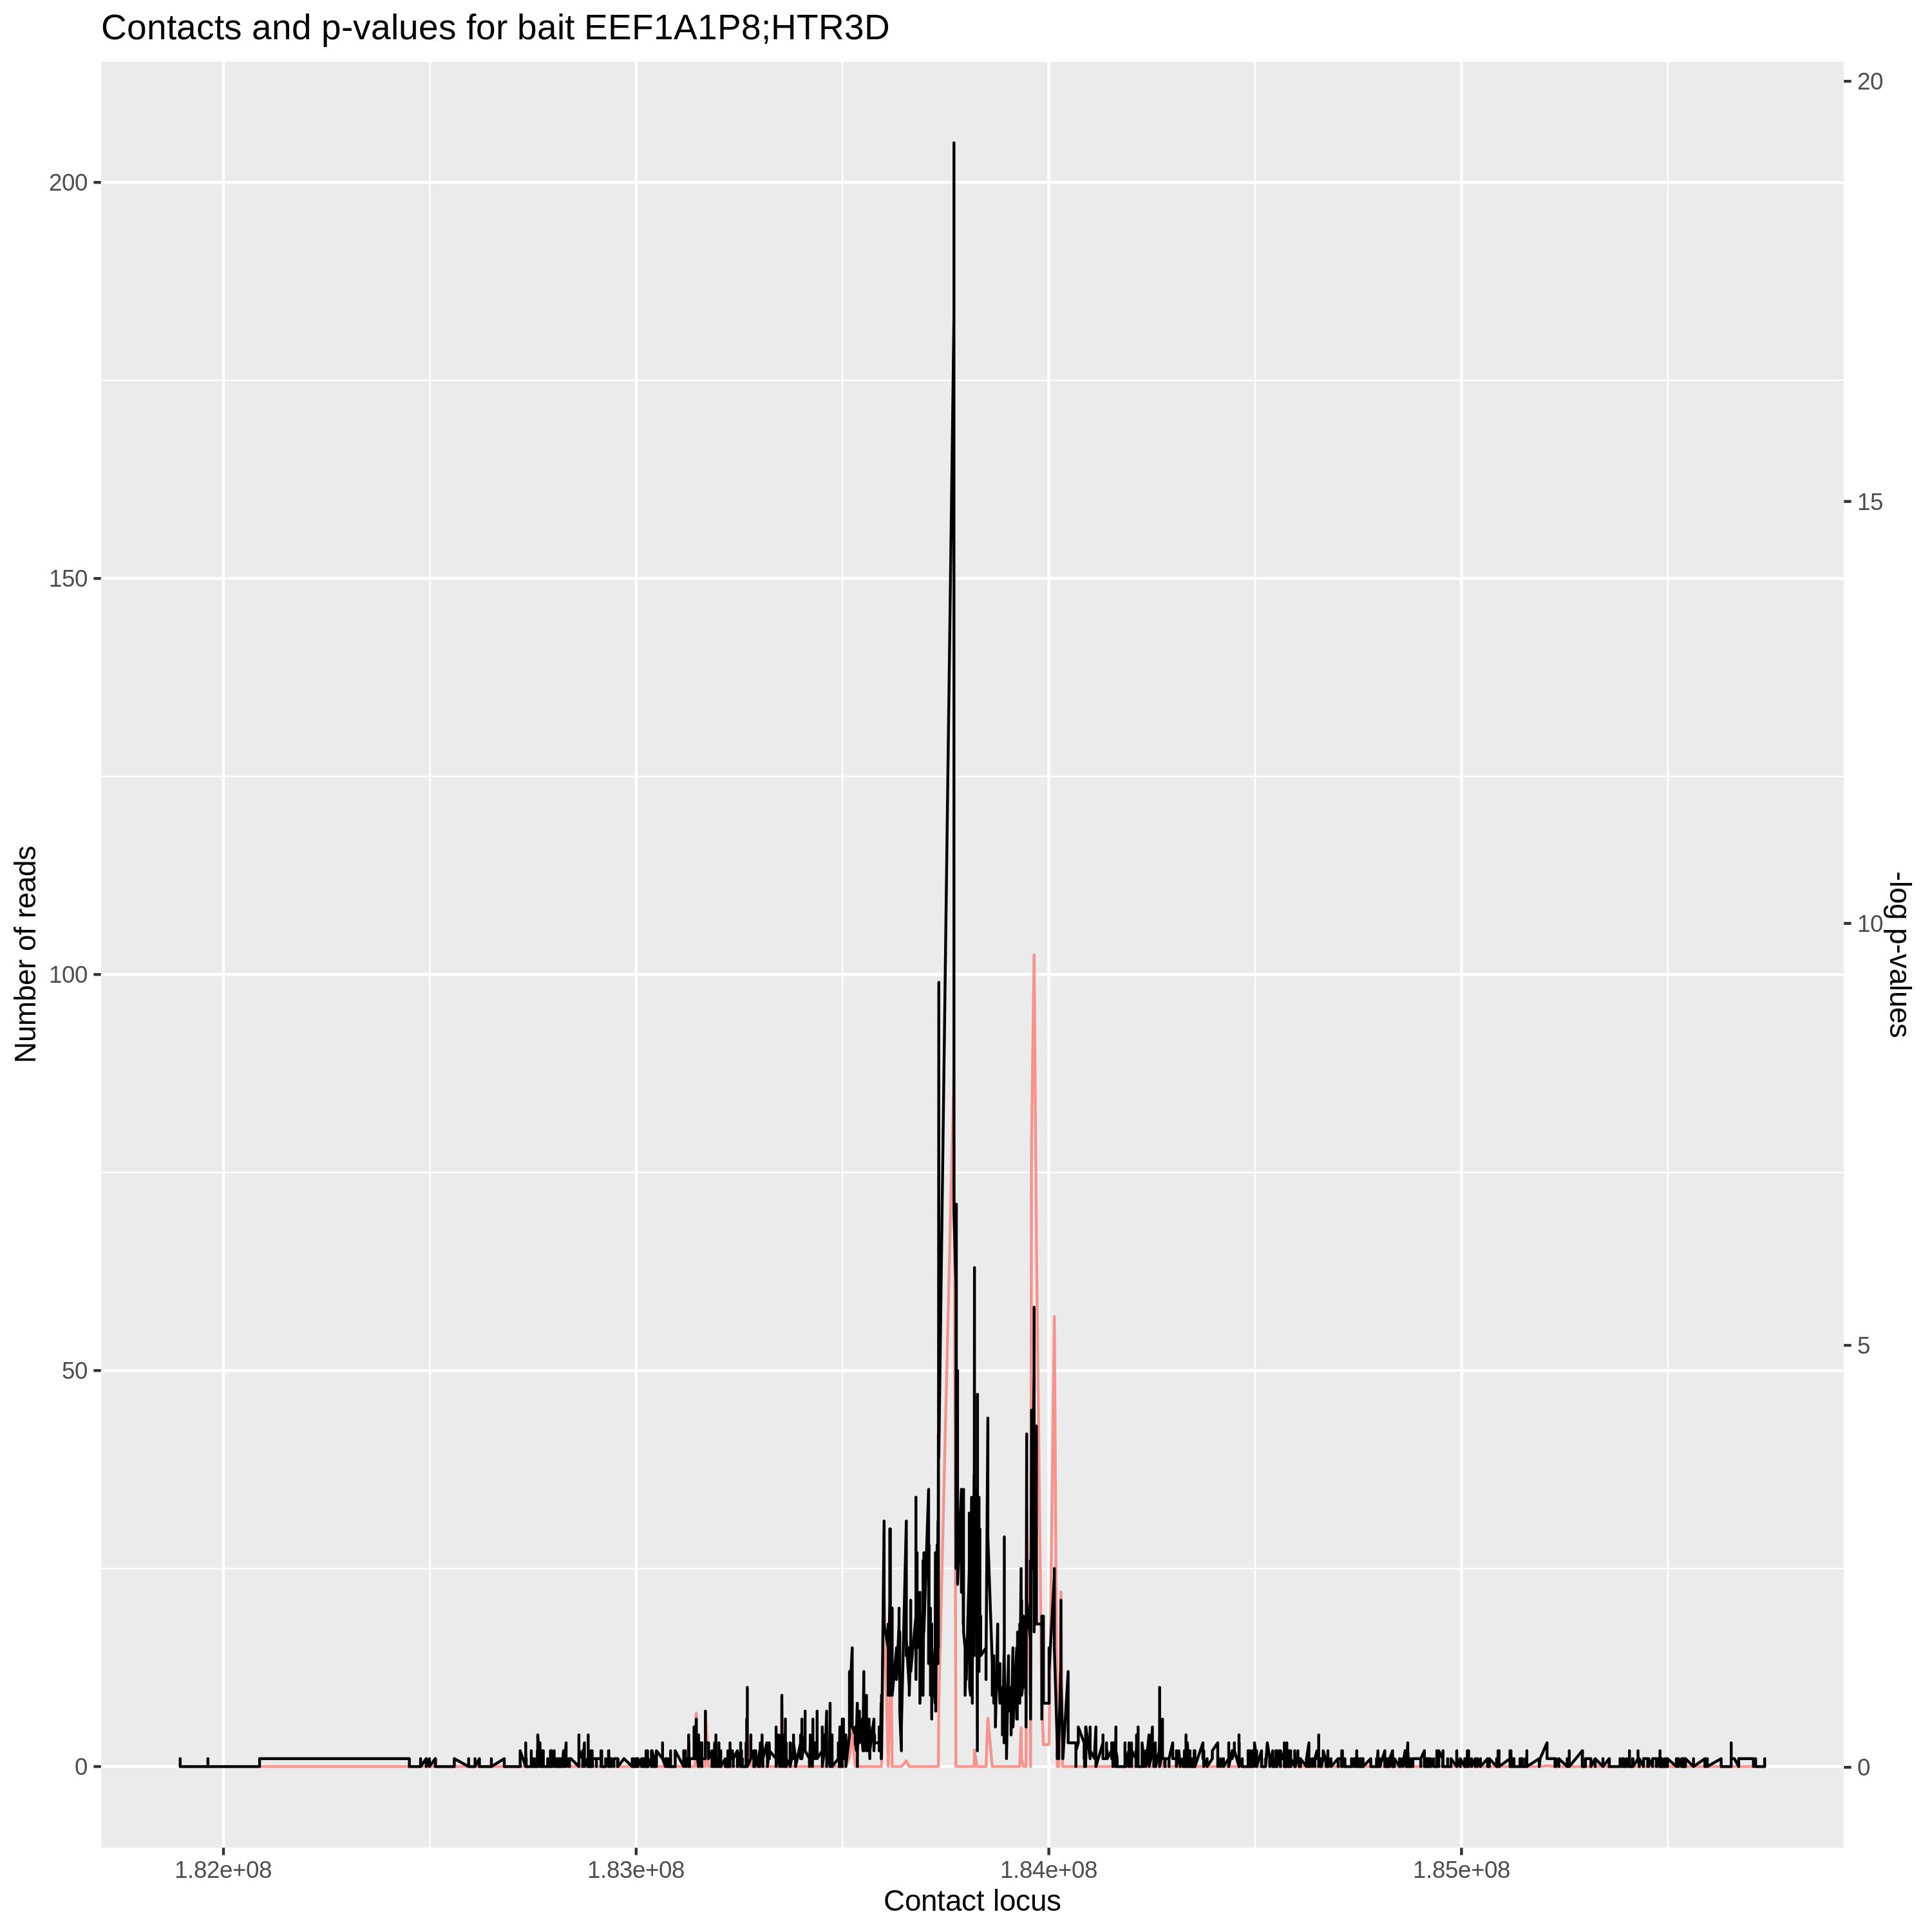 Contacts and p-values for bait EEF1A1P8;HTR3D
Number of reads
200
150
100
50
0
20
15
10
5
0
-log p-values
1.82e+08
1.83e+08
1.84e+08
1.85e+08
Contact locus